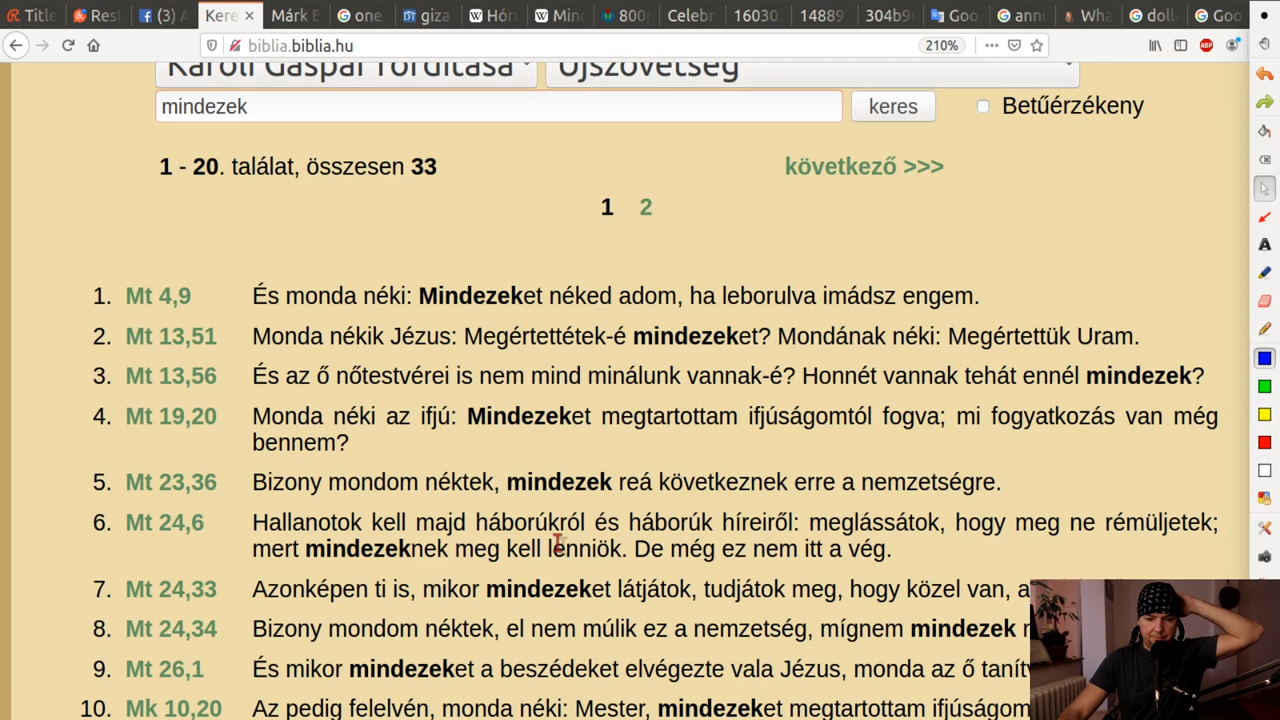 Title
Rest
(3)
Kere
Márk E
one
giza
Hór
Min
800p
Celebri
16030
14889
304b9
Goo
ann
Wha
doll
Goo
biblia.biblia.hu
210%
ABP
Károli Gáspár fordítása
Újszövetség
mindezek
keres
Betűérzékeny
1 - 20. találat, összesen 33
következő >>>
1 2
1. Mt 4,9 És monda néki: Mindezeket néked adom, ha leborulva imádsz engem.
2. Mt 13,51 Monda nékik Jézus: Megértettétek-é mindezeket? Mondának néki: Megértettük Uram.
3. Mt 13,56 És az ő nőtestvérei is nem mind minálunk vannak-é? Honnét vannak tehát ennél mindezek?
4. Mt 19,20 Monda néki az ifjú: Mindezeket megtartottam ifjúságomtól fogva; mi fogyatkozás van még
bennem?
5. Mt 23,36 Bizony mondom néktek, mindezek reá következnek erre a nemzetségre.
6. Mt 24,6 Hallanotok kell majd háborúkról és háborúk híreiről: meglássátok, hogy meg ne rémüljetek;
mert mindezeknek meg kell lenniök. De még ez nem itt a vég.
7. Mt 24,33 Azonképen ti is, mikor mindezeket látjátok, tudjátok meg, hogy közel van, a
8. Mt 24,34 Bizony mondom néktek, el nem múlik ez a nemzetség, mígnem mindezek
9. Mt 26,1 És mikor mindezeket a beszédeket elvégezte vala Jézus, monda az ő tanít
10. Mk 10,20 Az pedig felelvén, monda néki: Mester, mindezeket megtartottam ifjúságom